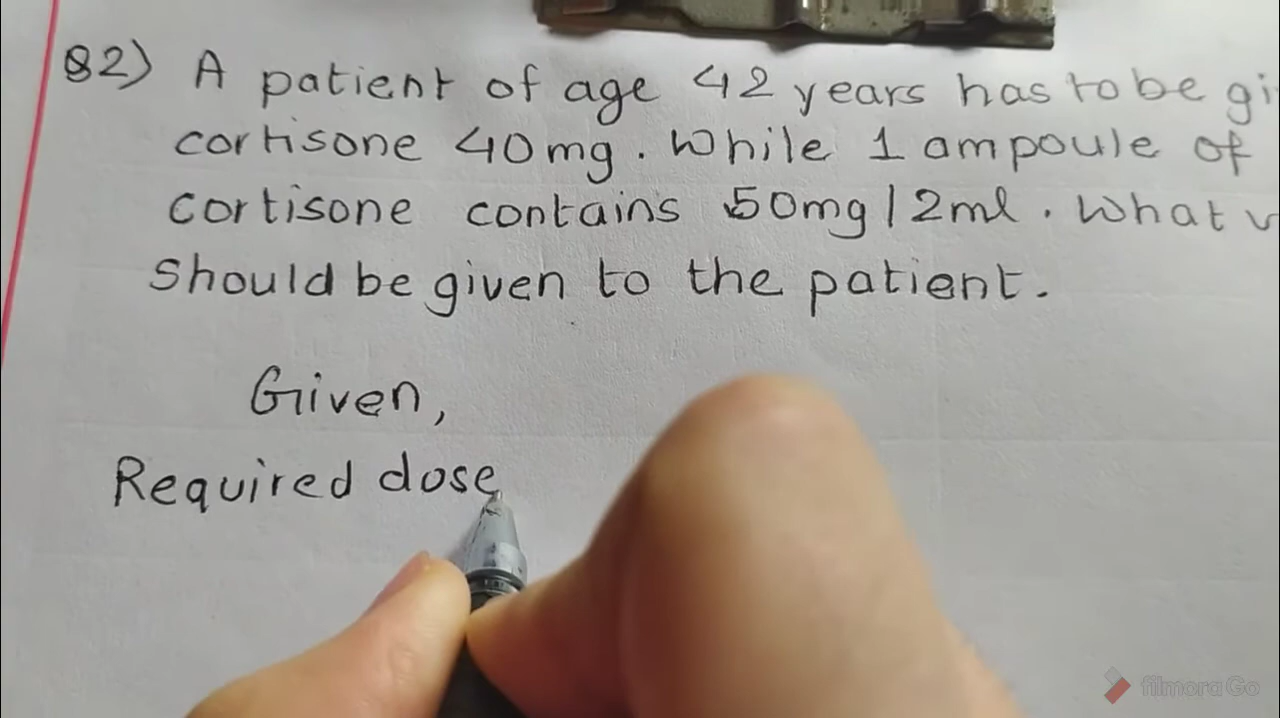 Q2) A patient of age 42 years has to be gi
cortisone 40mg. While 1 ampoule of
cortisone contains 50mg/2ml. What
should be given to the patient.
Given,
Required dose
filmora Go